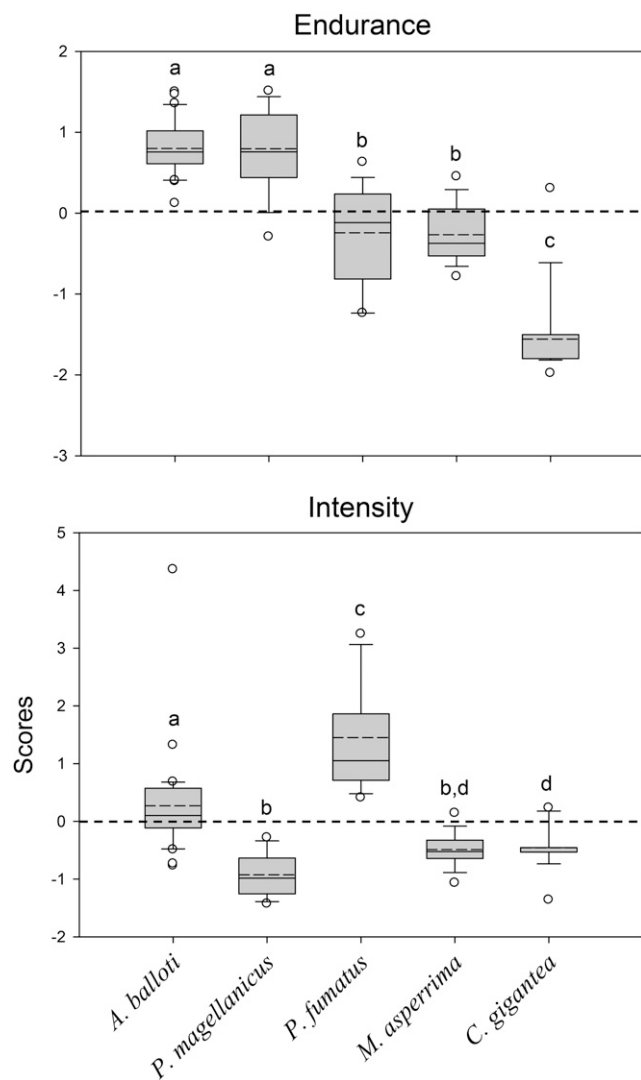 Endurance
2
1
0
-1
-2
-3
a
a
b
b
c
Intensity
Scores
5
4
3
2
1
0
-1
-2
a
b
c
b,d
d
A. balloti
P. magellanicus
P. fumatus
M. asperrima
C. gigantea